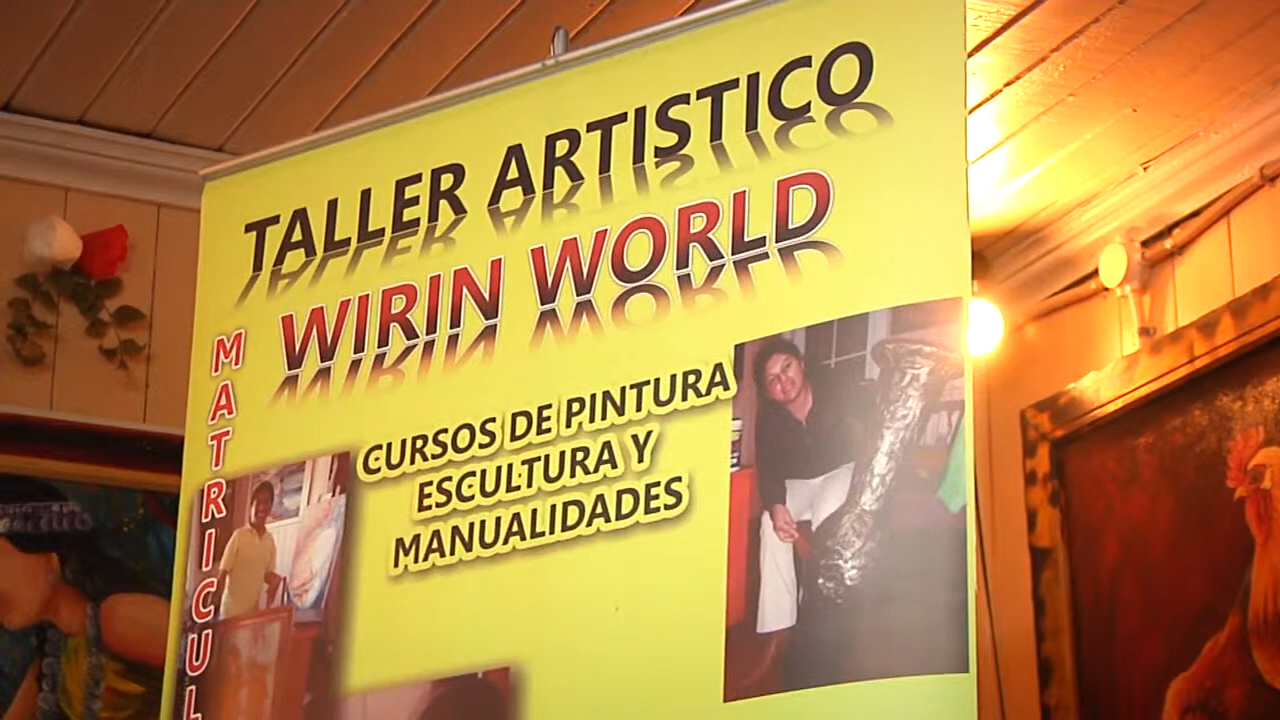 TALLER ARTISTICO
WIRIN WORLD
CURSOS DE PINTURA
ESCULTURA Y
MANUALIDADES
MATRICUL